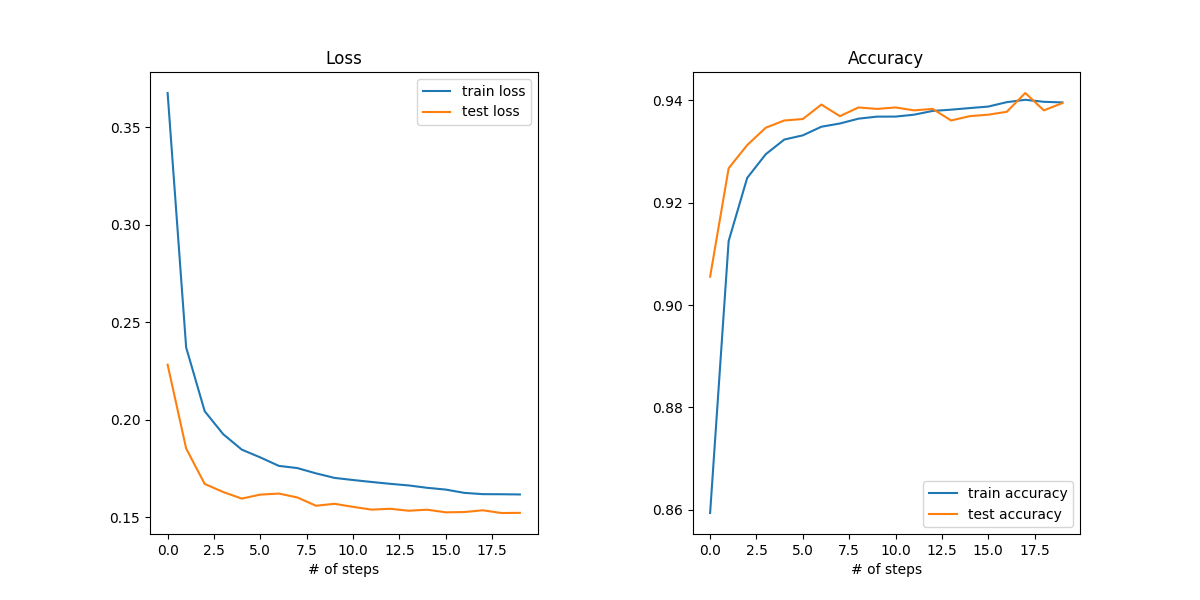 Loss
train loss
test loss
0.35
0.30
0.25
0.20
0.15
0.0 2.5 5.0 7.5 10.0 12.5 15.0 17.5
# of steps
Accuracy
0.94
0.92
0.90
0.88
0.86
train accuracy
test accuracy
0.0 2.5 5.0 7.5 10.0 12.5 15.0 17.5
# of steps